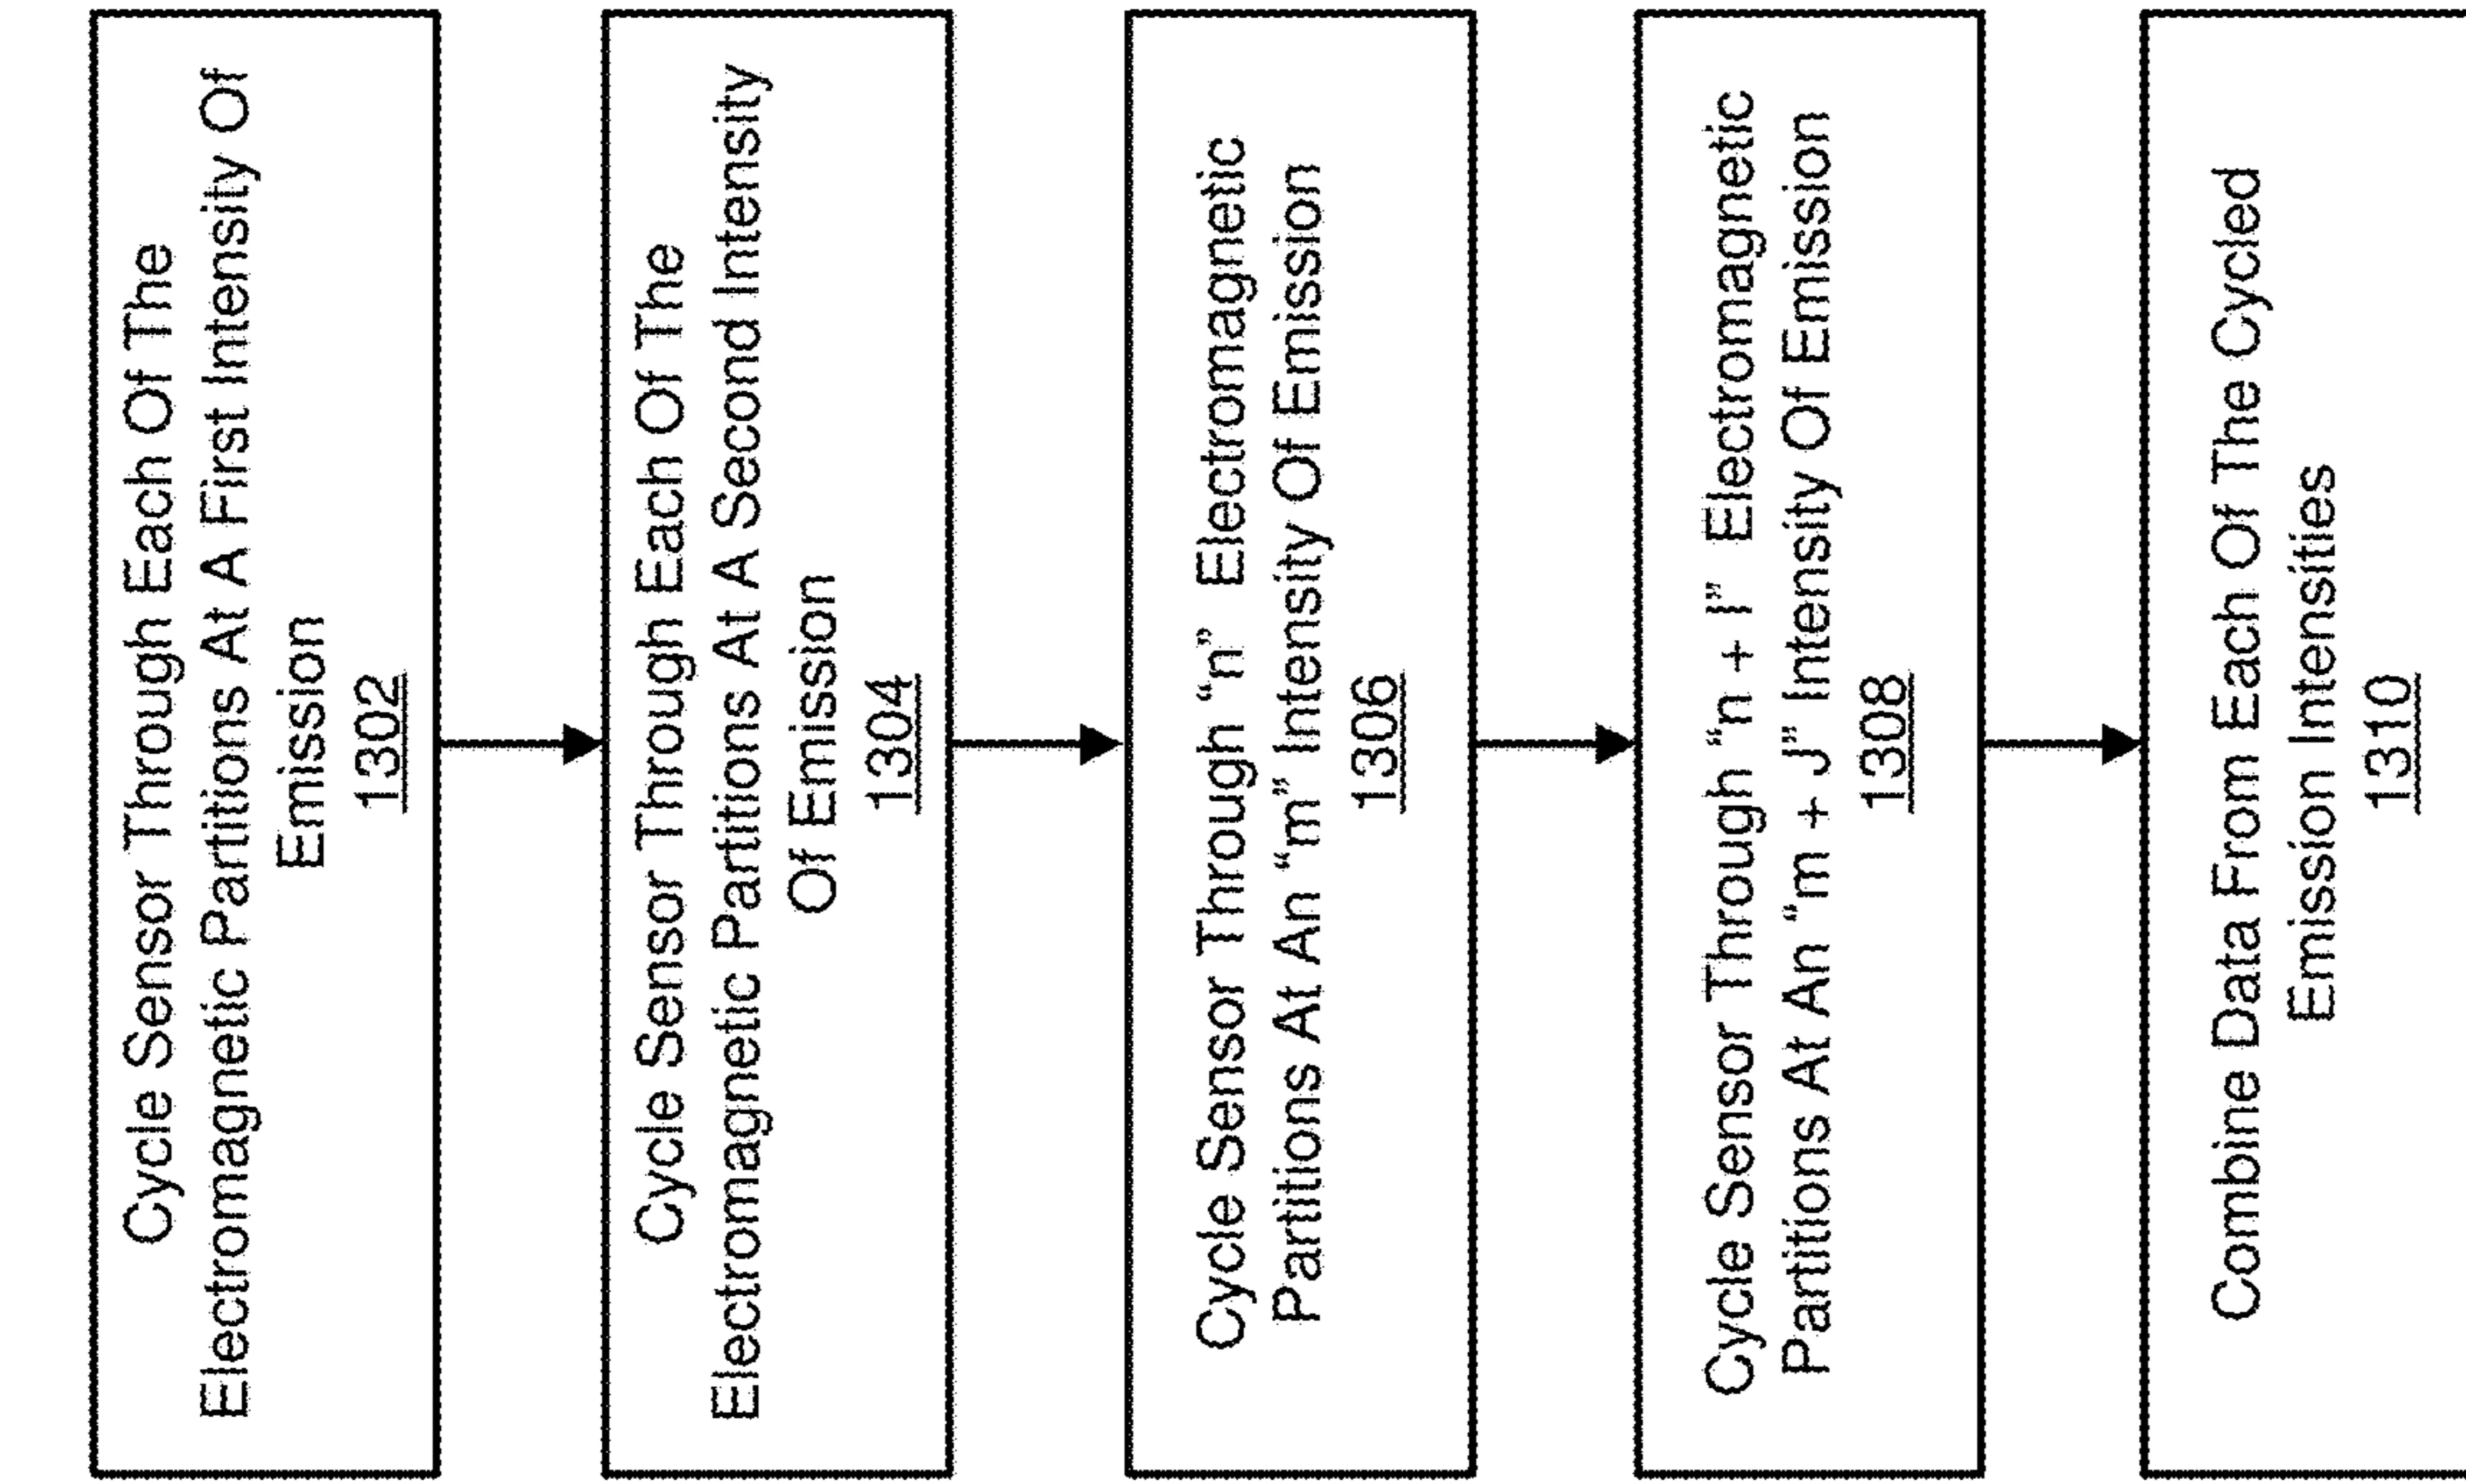 Cycle Sensor Through Each Of The
Electromagnetic Partitions At A First Intensity Of
Emission
1302
Cycle Sensor Through Each Of The
Electromagnetic Partitions At A Second Intensity
Of Emission
1304
Cycle Sensor Through “n” Electromagnetic
Partitions At An “m” Intensity Of Emission
1306
Cycle Sensor Through “n + I” Electromagnetic
Partitions At An “m + J” Intensity Of Emission
1308
Combine Data From Each Of The Cycled
Emission Intensities
1310